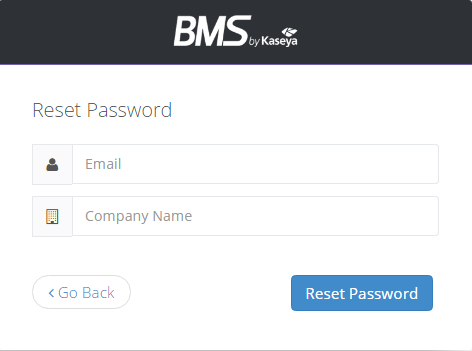 BMS by Kaseya
Reset Password
Email
Company Name
Go Back
Reset Password